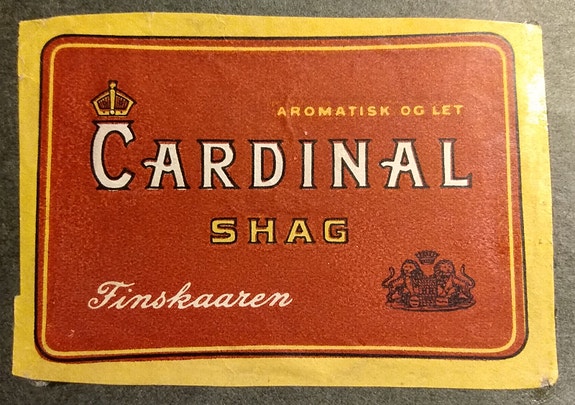 AROMATISK OG LET
CARDINAL
SHAG
Finskaaren